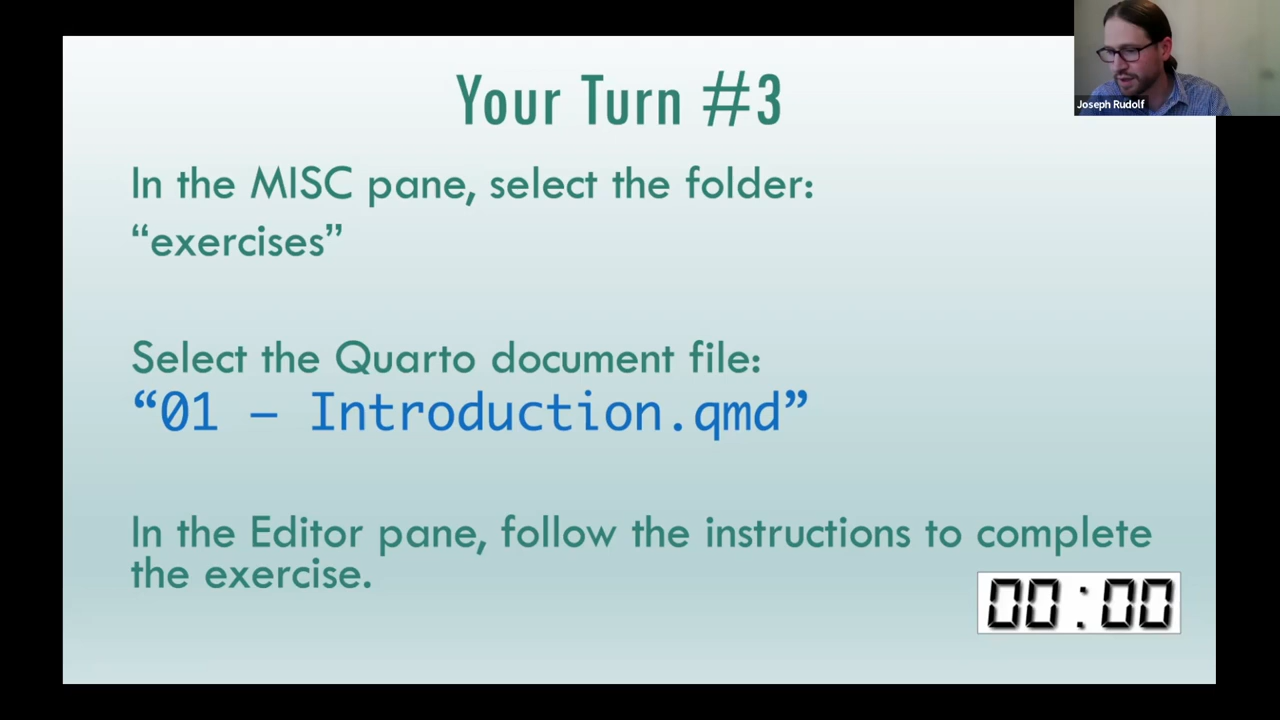 Your Turn #3
Joseph Rudolf
In the MISC pane, select the folder:
“exercises”
Select the Quarto document file:
“01 – Introduction.qmd”
In the Editor pane, follow the instructions to complete
the exercise.
00:00